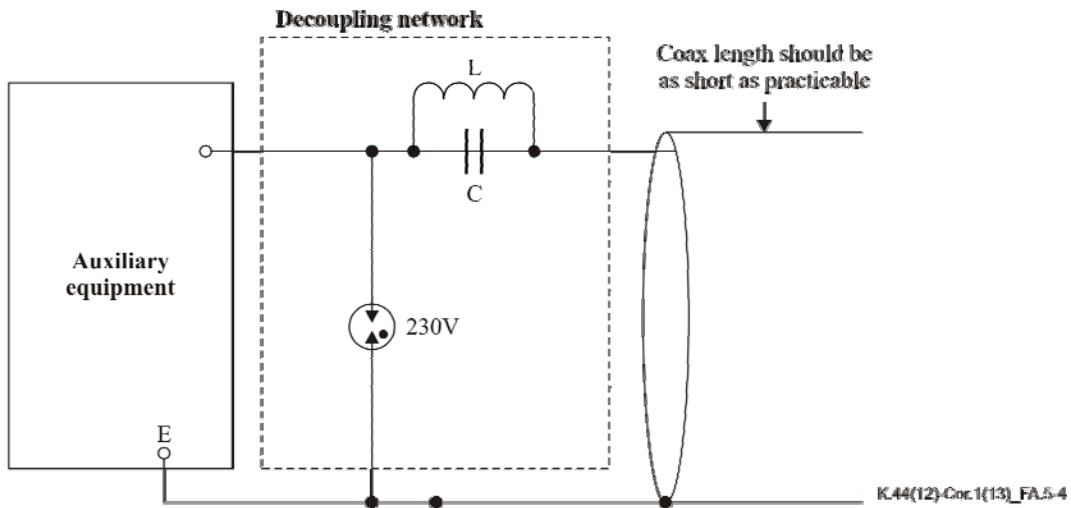 Decoupling network
Coax length should be
as short as practicable
L
C
Auxiliary
equipment
230V
E
K.44(12)-Cor.1(13)_FA.5-4